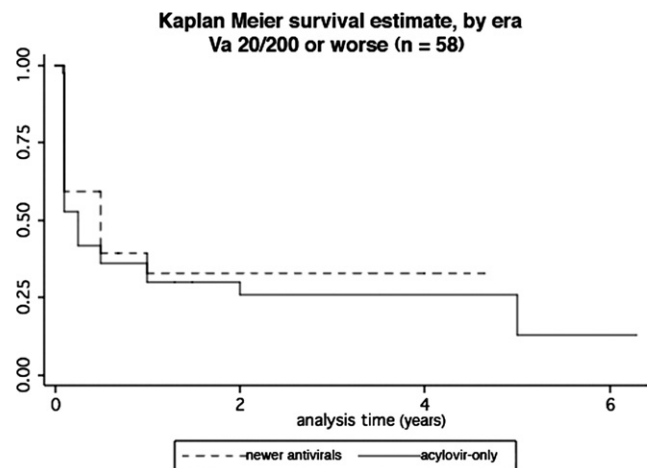 Kaplan Meier survival estimate, by era
Va 20/200 or worse (n = 58)
1.00
0.75
0.50
0.25
0.00
0 2 4 6
analysis time (years)
newer antivirals acylovir-only